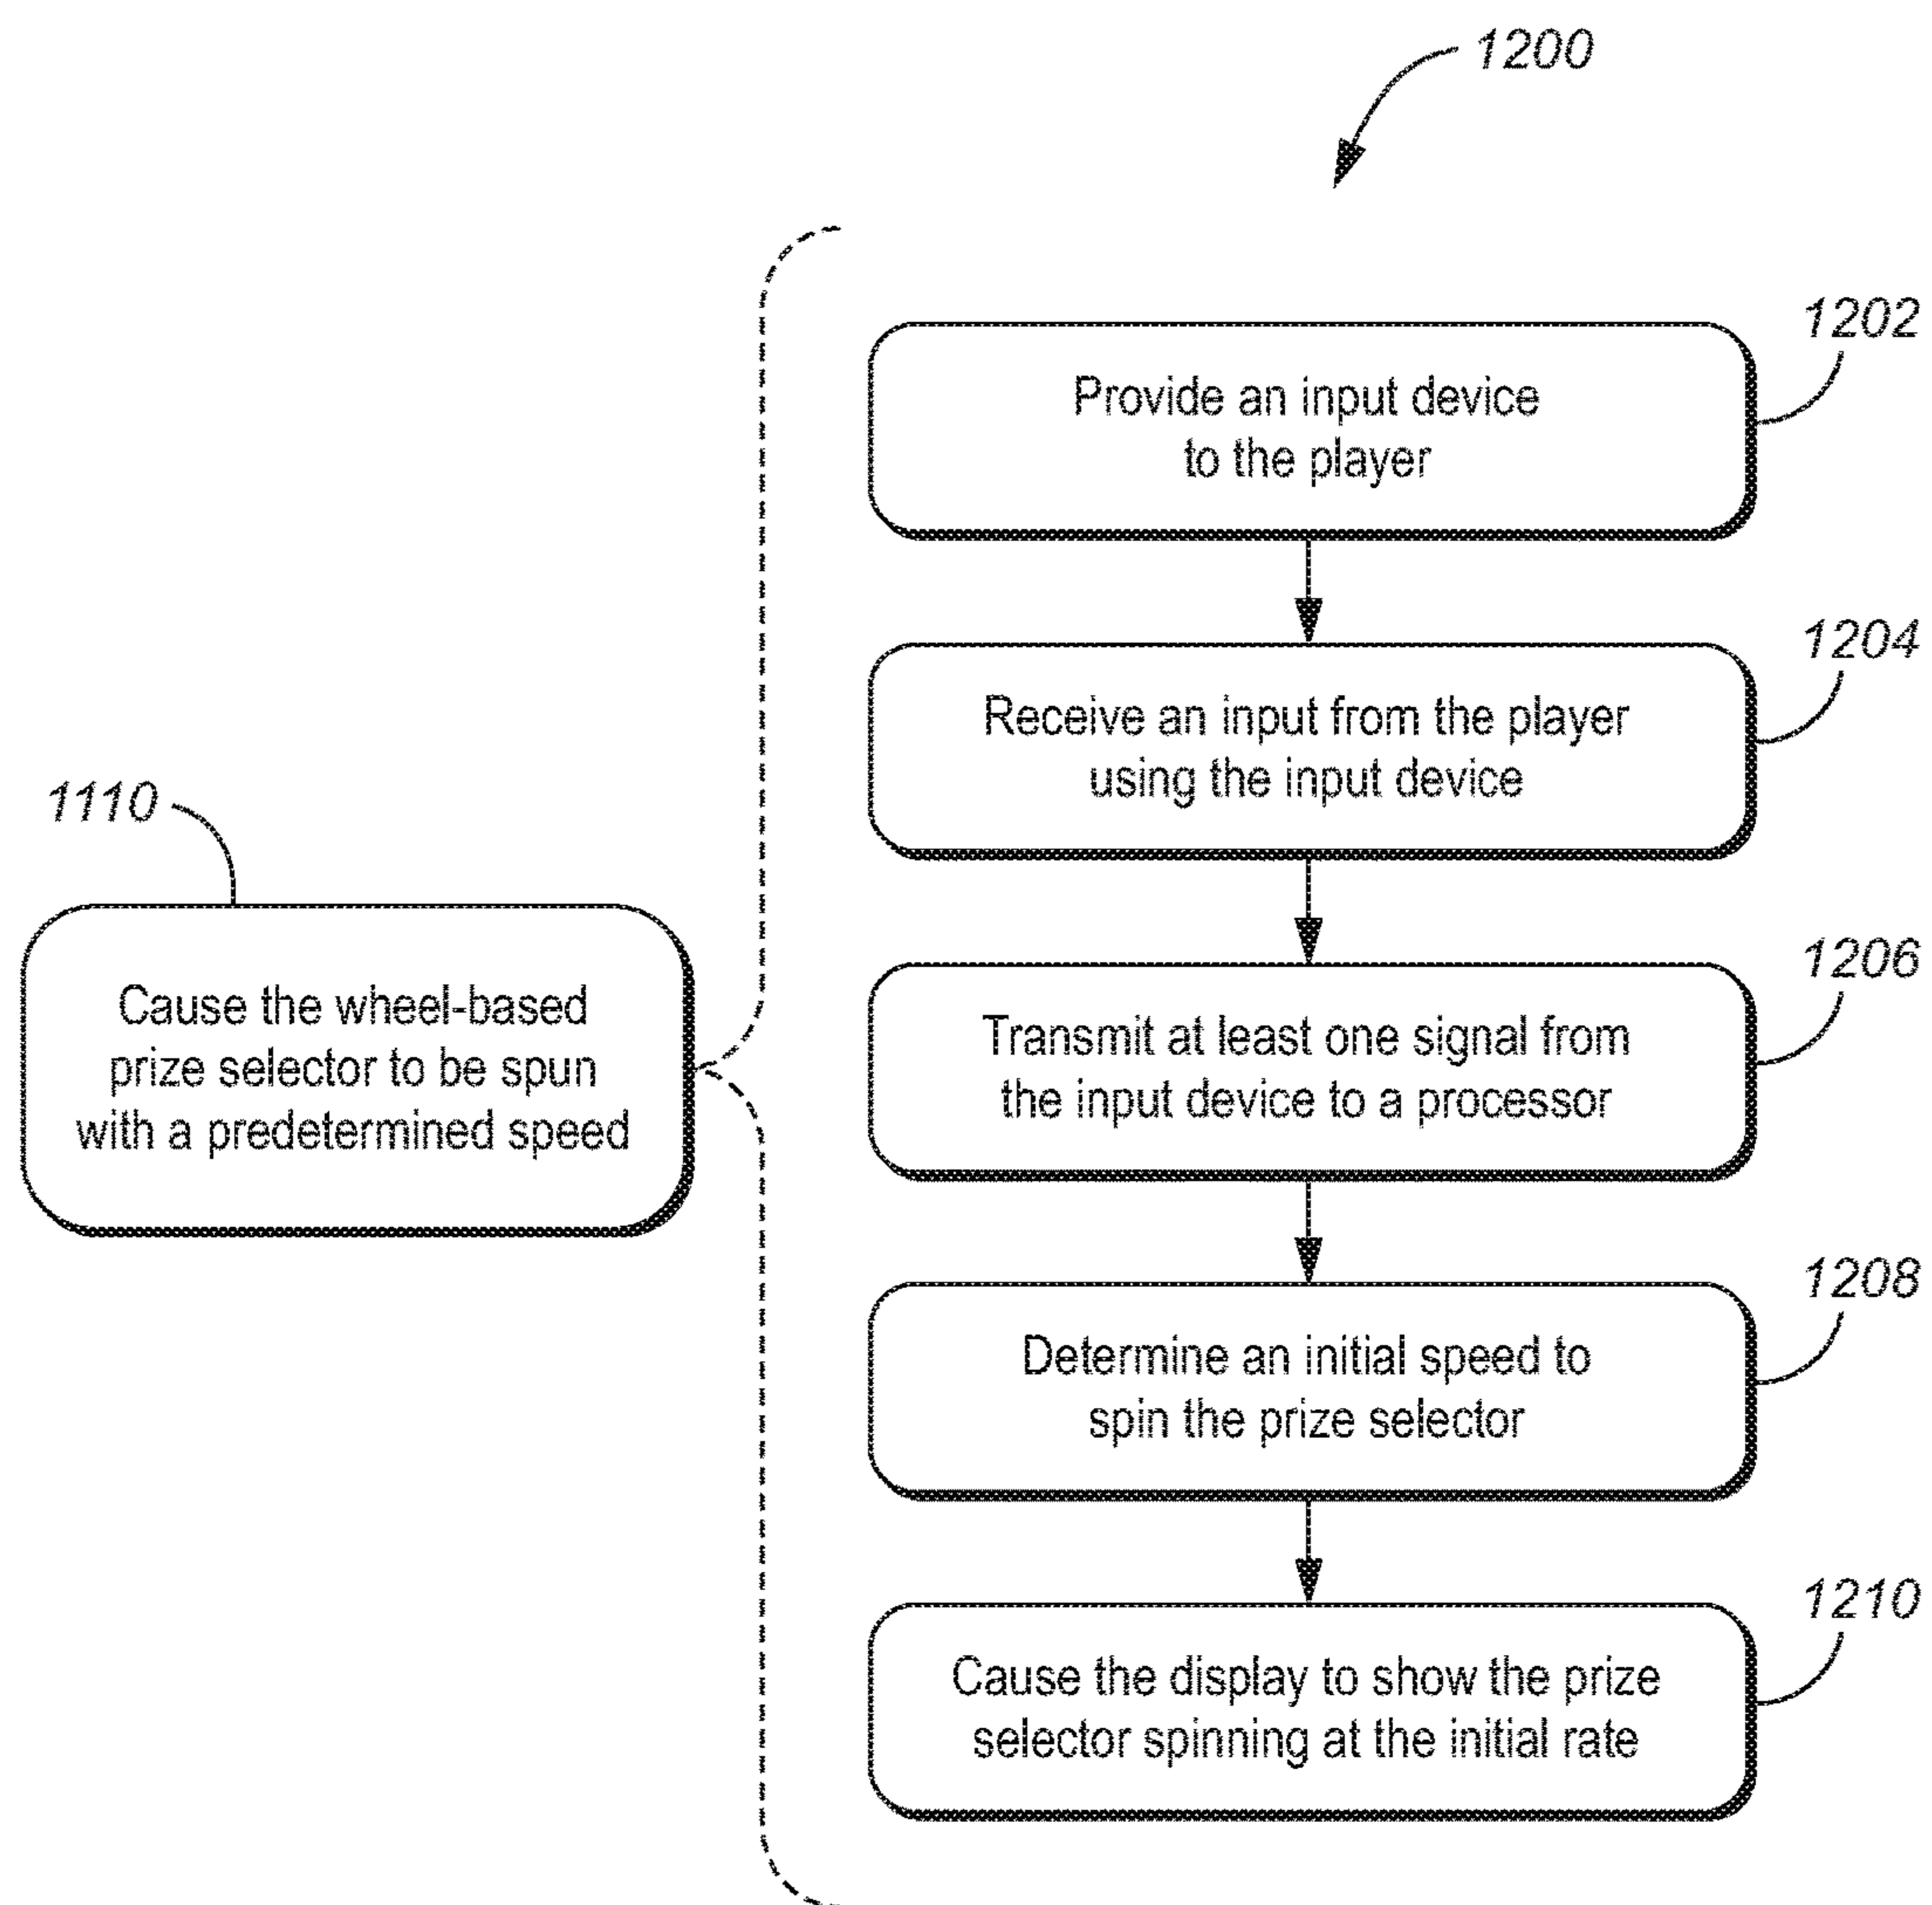 1200
1202
Provide an input device
to the player
1204
Receive an input from the player
using the input device
1110
Cause the wheel-based
prize selector to be spun
with a predetermined speed
1206
Transmit at least one signal from
the input device to a processor
1208
Determine an initial speed to
spin the prize selector
1210
Cause the display to show the prize
selector spinning at the initial rate